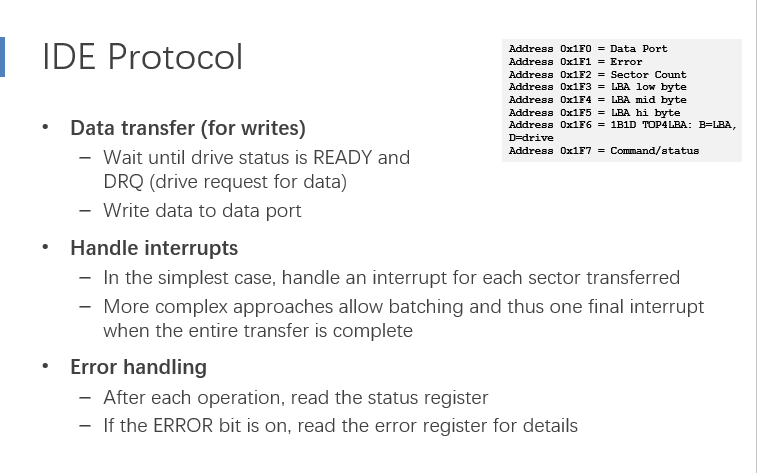 IDE Protocol
Address 0x1F0 = Data Port
Address 0x1F1 = Error
Address 0x1F2 = Sector Count
Address 0x1F3 = LBA low byte
Address 0x1F4 = LBA mid byte
Address 0x1F5 = LBA hi byte
Address 0x1F6 = 1B1D TOP4LBA: B=LBA,
D=drive
Address 0x1F7 = Command/status
• Data transfer (for writes)
– Wait until drive status is READY and
DRQ (drive request for data)
– Write data to data port
• Handle interrupts
– In the simplest case, handle an interrupt for each sector transferred
– More complex approaches allow batching and thus one final interrupt
when the entire transfer is complete
• Error handling
– After each operation, read the status register
– If the ERROR bit is on, read the error register for details